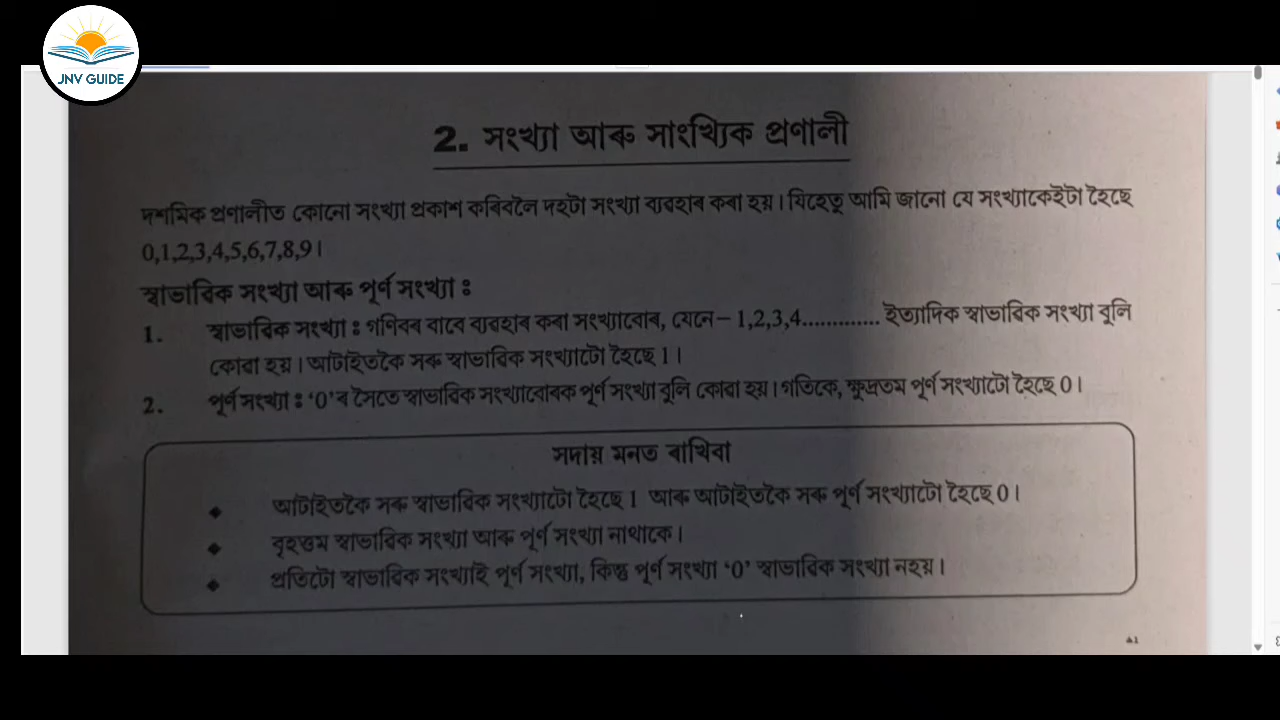 JNV GUIDE
2. সংখ্যা আৰু সাংখ্যিক প্ৰণালী
দশমিক প্ৰণালীত কোনো সংখ্যা প্ৰকাশ কৰিবলৈ দহটা সংখ্যা ব্যৱহাৰ কৰা হয়। যিহেতু আমি জানো যে সংখ্যাকেইটা হৈছে
0,1,2,3,4,5,6,7,8,9।
স্বাভাৱিক সংখ্যা আৰু পূৰ্ণ সংখ্যা ঃ
1. স্বাভাৱিক সংখ্যা ঃ গণিবৰ বাবে ব্যৱহাৰ কৰা সংখ্যাবোৰ, যেনে– 1,2,3,4............. ইত্যাদিক স্বাভাৱিক সংখ্যা বুলি
কোৱা হয়। আটাইতকৈ সৰু স্বাভাৱিক সংখ্যাটো হৈছে 1।
2. পূৰ্ণ সংখ্যা ঃ ‘0’ৰ সৈতে স্বাভাৱিক সংখ্যাবোৰক পূৰ্ণ সংখ্যা বুলি কোৱা হয়। গতিকে, ক্ষুদ্ৰতম পূৰ্ণ সংখ্যাটো হৈছে 0।
সদায় মনত ৰাখিবা
◆ আটাইতকৈ সৰু স্বাভাৱিক সংখ্যাটো হৈছে 1 আৰু আটাইতকৈ সৰু পূৰ্ণ সংখ্যাটো হৈছে 0।
◆ বৃহত্তম স্বাভাৱিক সংখ্যা আৰু পূৰ্ণ সংখ্যা নাথাকে।
◆ প্ৰতিটো স্বাভাৱিক সংখ্যাই পূৰ্ণ সংখ্যা, কিন্তু পূৰ্ণ সংখ্যা ‘0’ স্বাভাৱিক সংখ্যা নহয়।